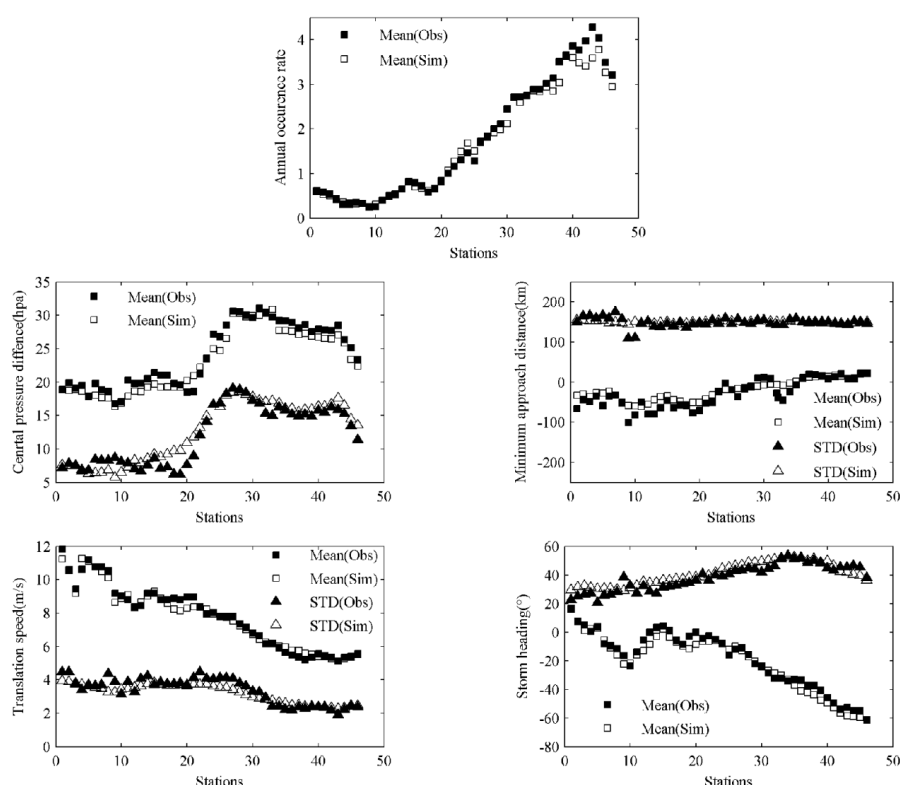 Annual occurence rate
4
3
2
1
0
Mean(Obs)
Mean(Sim)
0 10 20 30 40 50
Stations
Cenrtal pressure diffence(hpa)
35
30
25
20
15
10
5
Mean(Obs)
Mean(Sim)
0 10 20 30 40 50
Stations
Minimum approach distance(km)
200
100
0
-100
-200
Mean(Obs)
Mean(Sim)
STD(Obs)
STD(Sim)
0 10 20 30 40 50
Stations
Translation speed(m/s)
12
10
8
6
4
2
0
Mean(Obs)
Mean(Sim)
STD(Obs)
STD(Sim)
0 10 20 30 40 50
Stations
Storm heading(°)
60
40
20
0
-20
-40
-60
-80
Mean(Obs)
Mean(Sim)
0 10 20 30 40 50
Stations